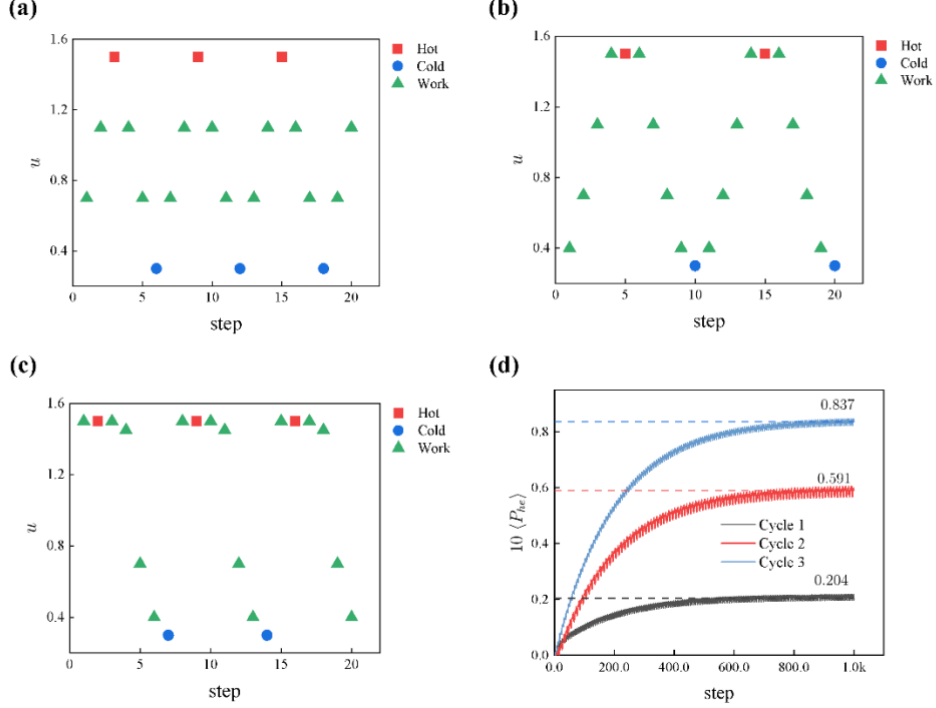 (a)
1.6
1.2
0.8
0.4
u
0
5
10
15
20
step
Hot
Cold
Work
(b)
1.6
1.2
0.8
0.4
u
0
5
10
15
20
step
Hot
Cold
Work
(c)
1.6
1.2
0.8
0.4
u
0
5
10
15
20
step
Hot
Cold
Work
(d)
0.8
0.6
0.4
0.2
0.0
10 ⟨P_he⟩
0.837
0.591
0.204
Cycle 1
Cycle 2
Cycle 3
0.0
200.0
400.0
600.0
800.0
1.0k
step